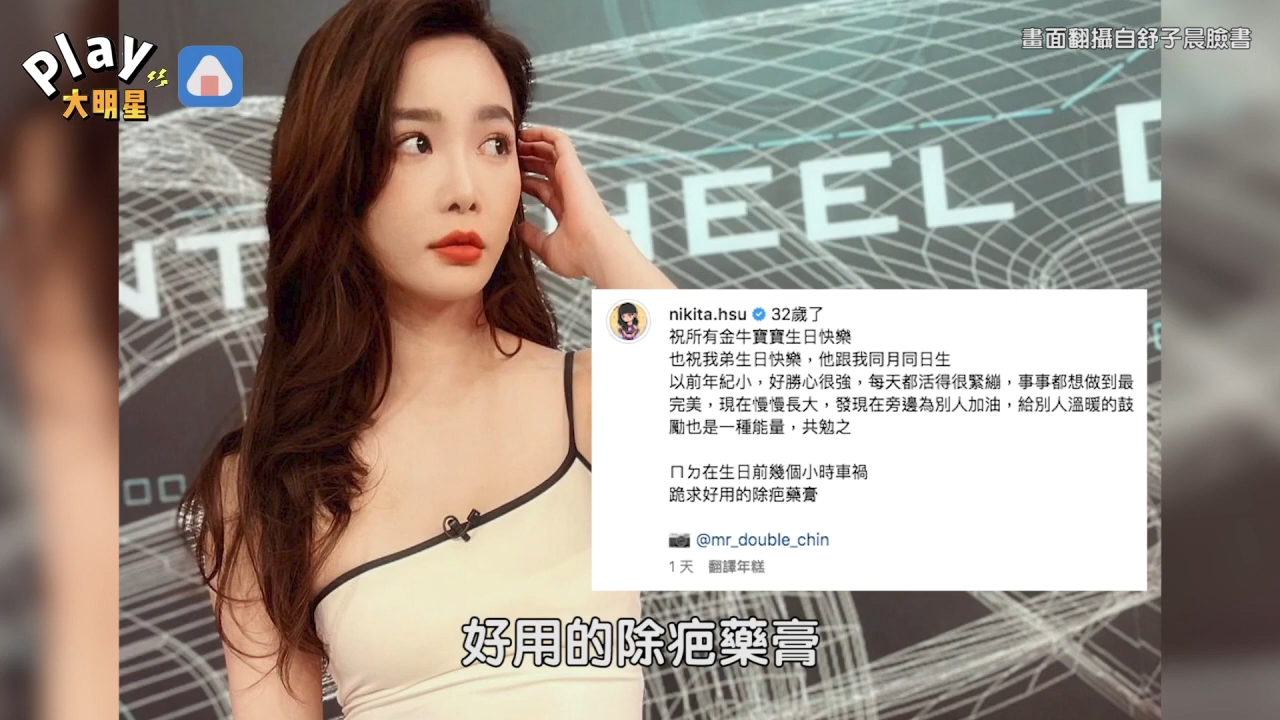 Play
大明星
畫面翻攝自舒子晨臉書
NT
HEEL D
nikita.hsu 32歲了
祝所有金牛寶寶生日快樂
也祝我弟生日快樂，他跟我同月同日生
以前年紀小，好勝心很強，每天都活得很緊繃，事事都想做到最
完美，現在慢慢長大，發現在旁邊為別人加油，給別人溫暖的鼓
勵也是一種能量，共勉之
ㄇㄉ在生日前幾個小時車禍
跪求好用的除疤藥膏
@mr_double_chin
1天 翻譯年糕
好用的除疤藥膏